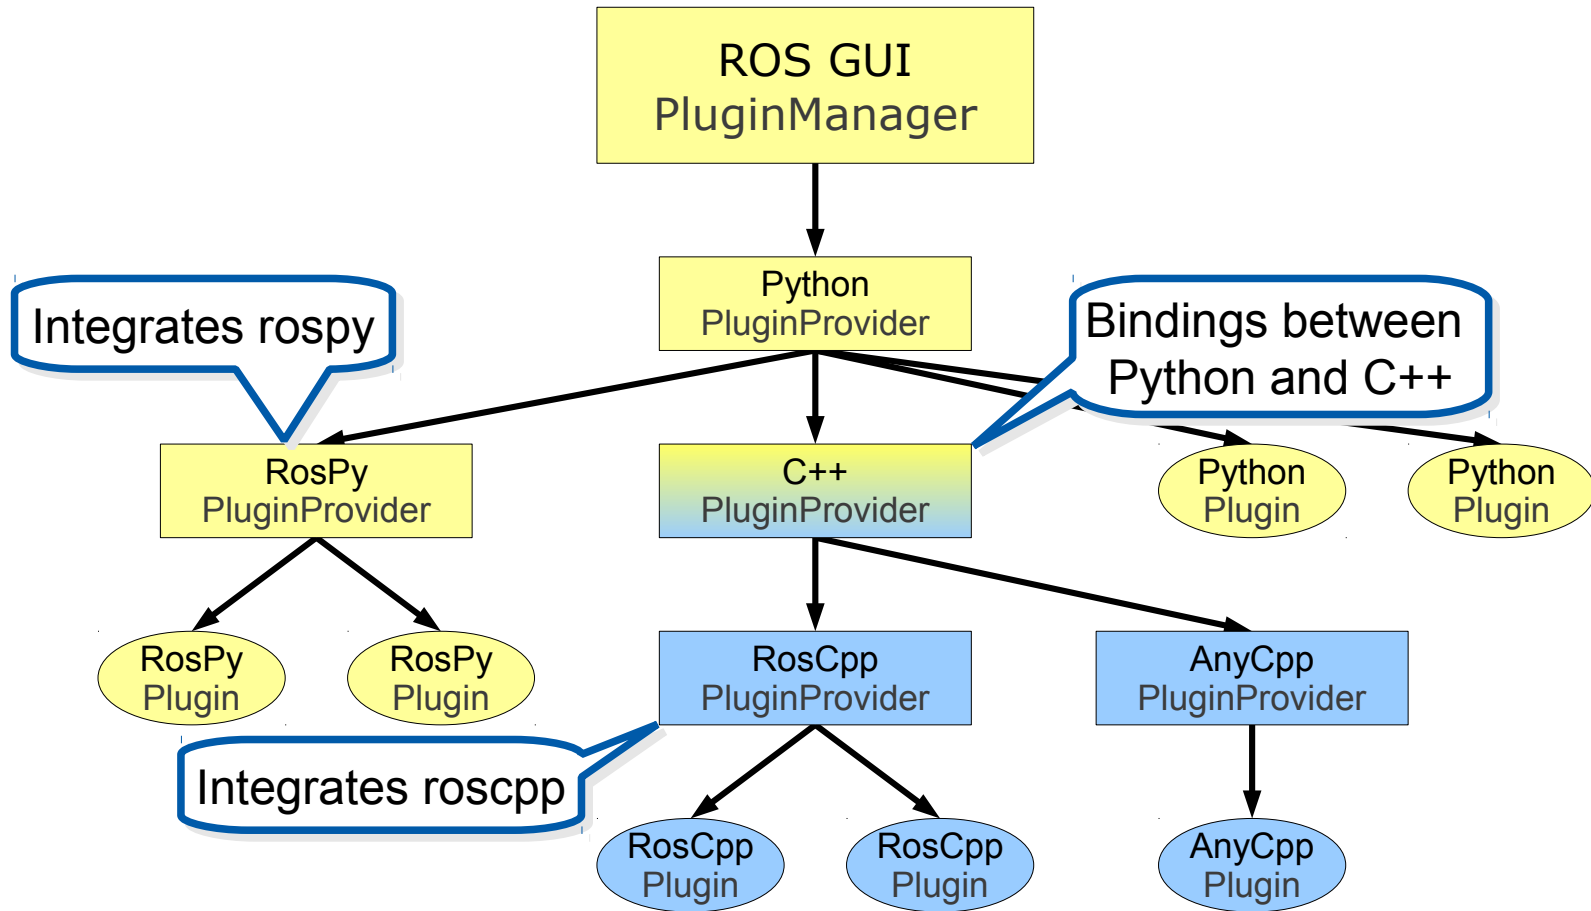 ROS GUI
PluginManager
Python
PluginProvider
Integrates rospy
Bindings between
Python and C++
RosPy
PluginProvider
C++
PluginProvider
Python
Plugin
Python
Plugin
RosPy
Plugin
RosPy
Plugin
RosCpp
PluginProvider
AnyCpp
PluginProvider
Integrates roscpp
RosCpp
Plugin
RosCpp
Plugin
AnyCpp
Plugin